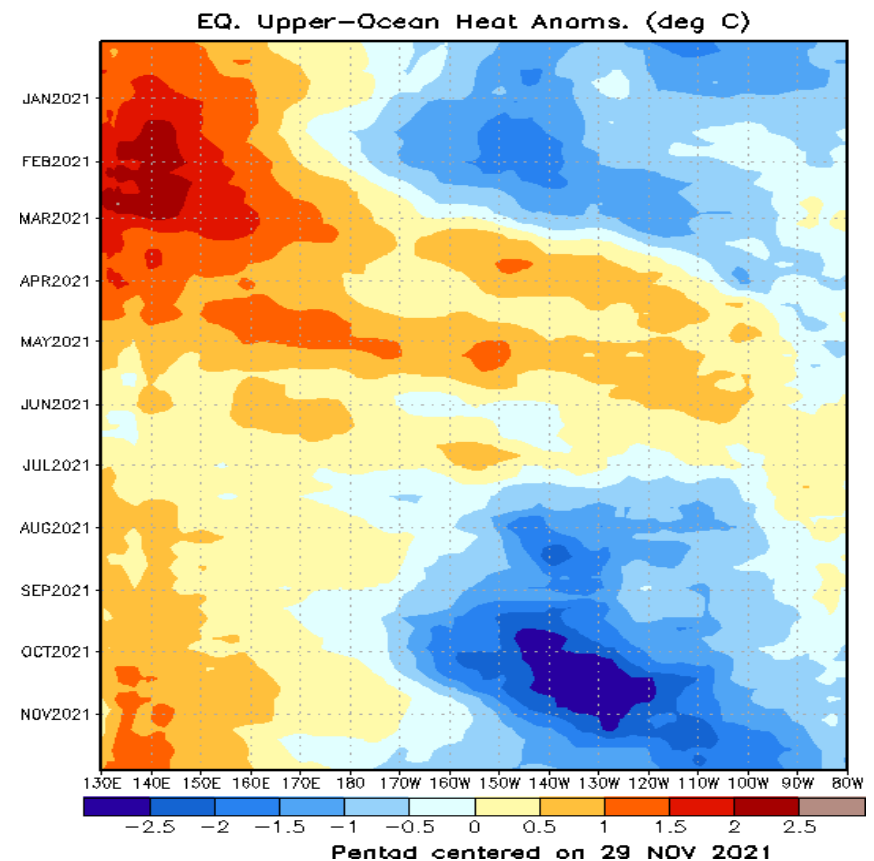 EQ. Upper-Ocean Heat Anoms. (deg C)
JAN2021
FEB2021
MAR2021
APR2021
MAY2021
JUN2021
JUL2021
AUG2021
SEP2021
OCT2021
NOV2021
130E 140E 150E 160E 170E 180 170W 160W 150W 140W 130W 120W 110W 100W 90W 80W
-2.5 -2 -1.5 -1 -0.5 0 0.5 1 1.5 2 2.5
Pentad centered on 29 NOV 2021